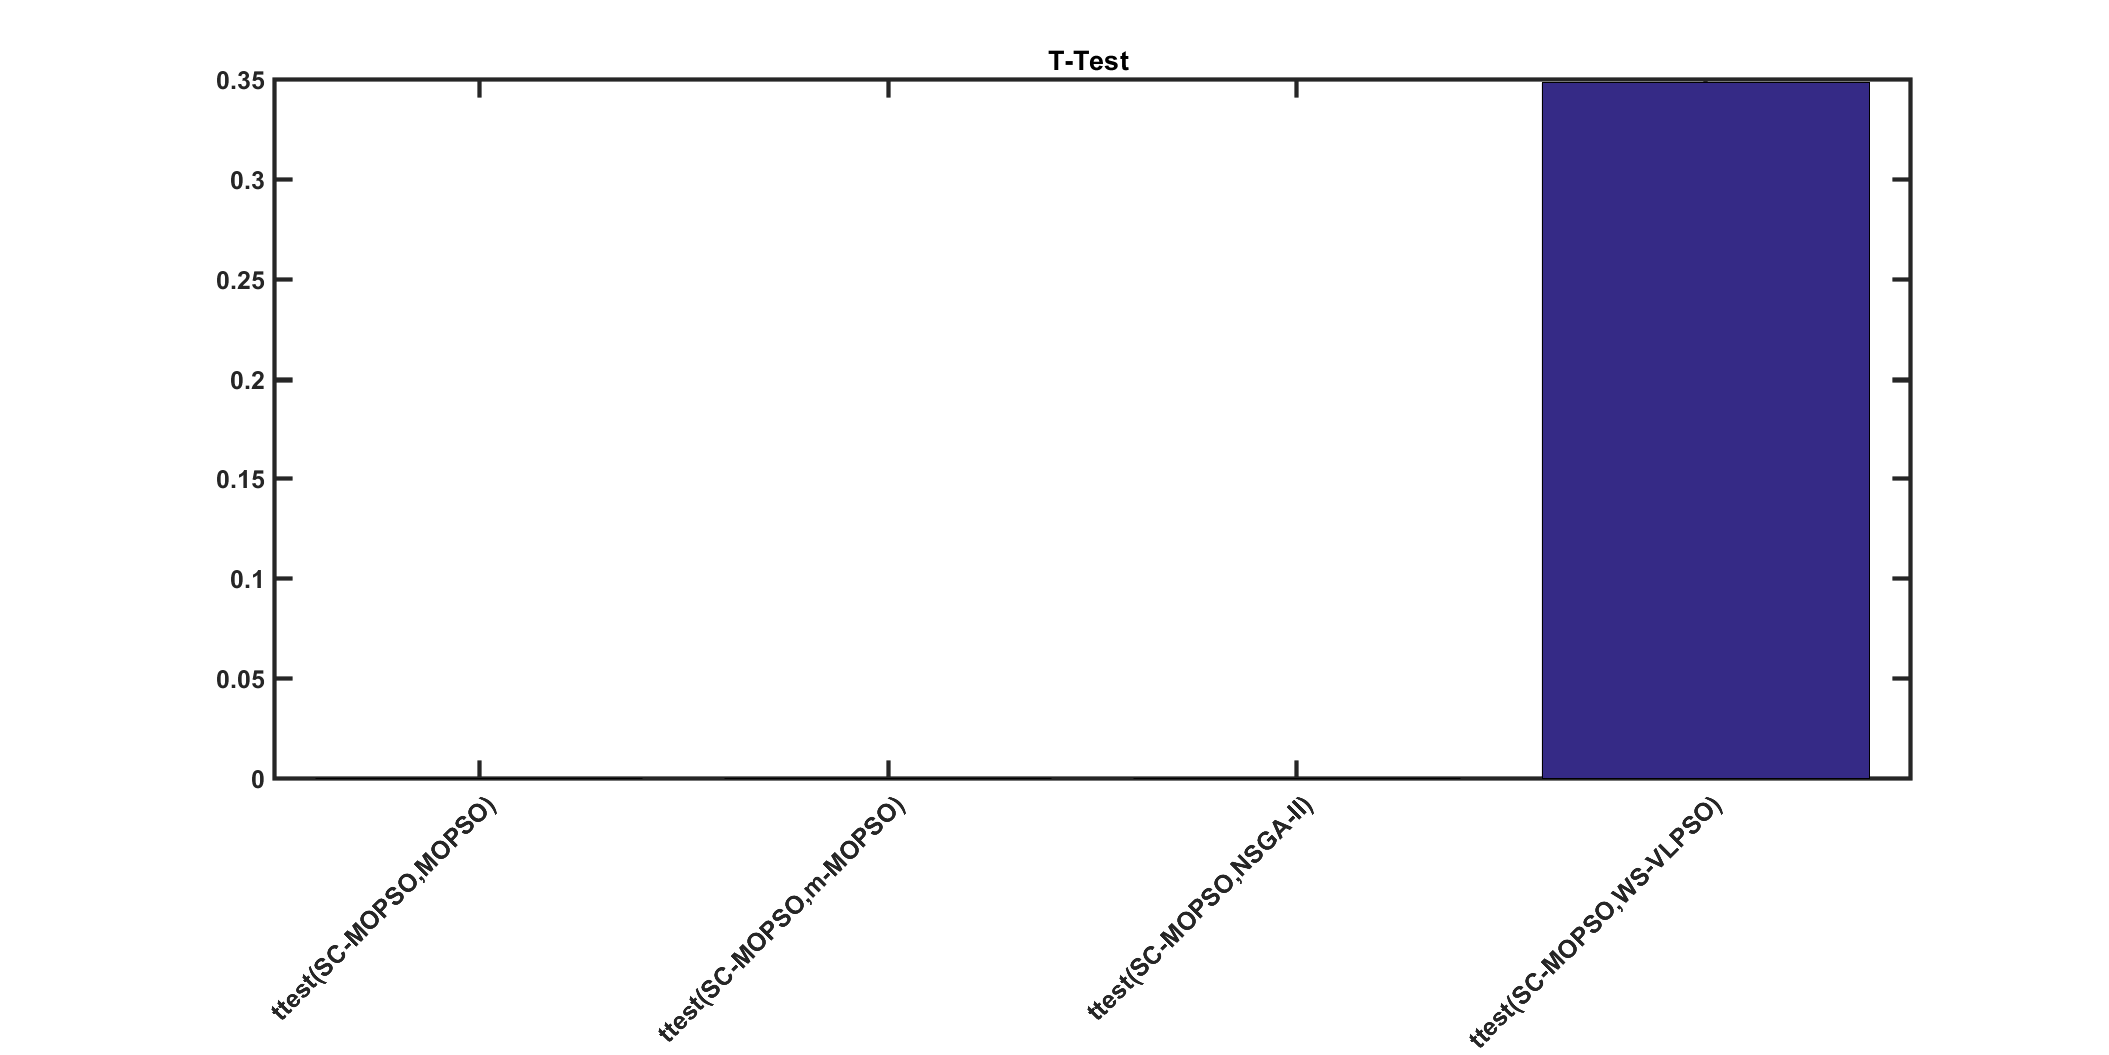 T-Test
0.35
0.3
0.25
0.2
0.15
0.1
0.05
0
ttest(SC-MOPSO,MOPSO)
ttest(SC-MOPSO,m-MOPSO)
ttest(SC-MOPSO,NSGA-II)
ttest(SC-MOPSO,WS-VLPSO)